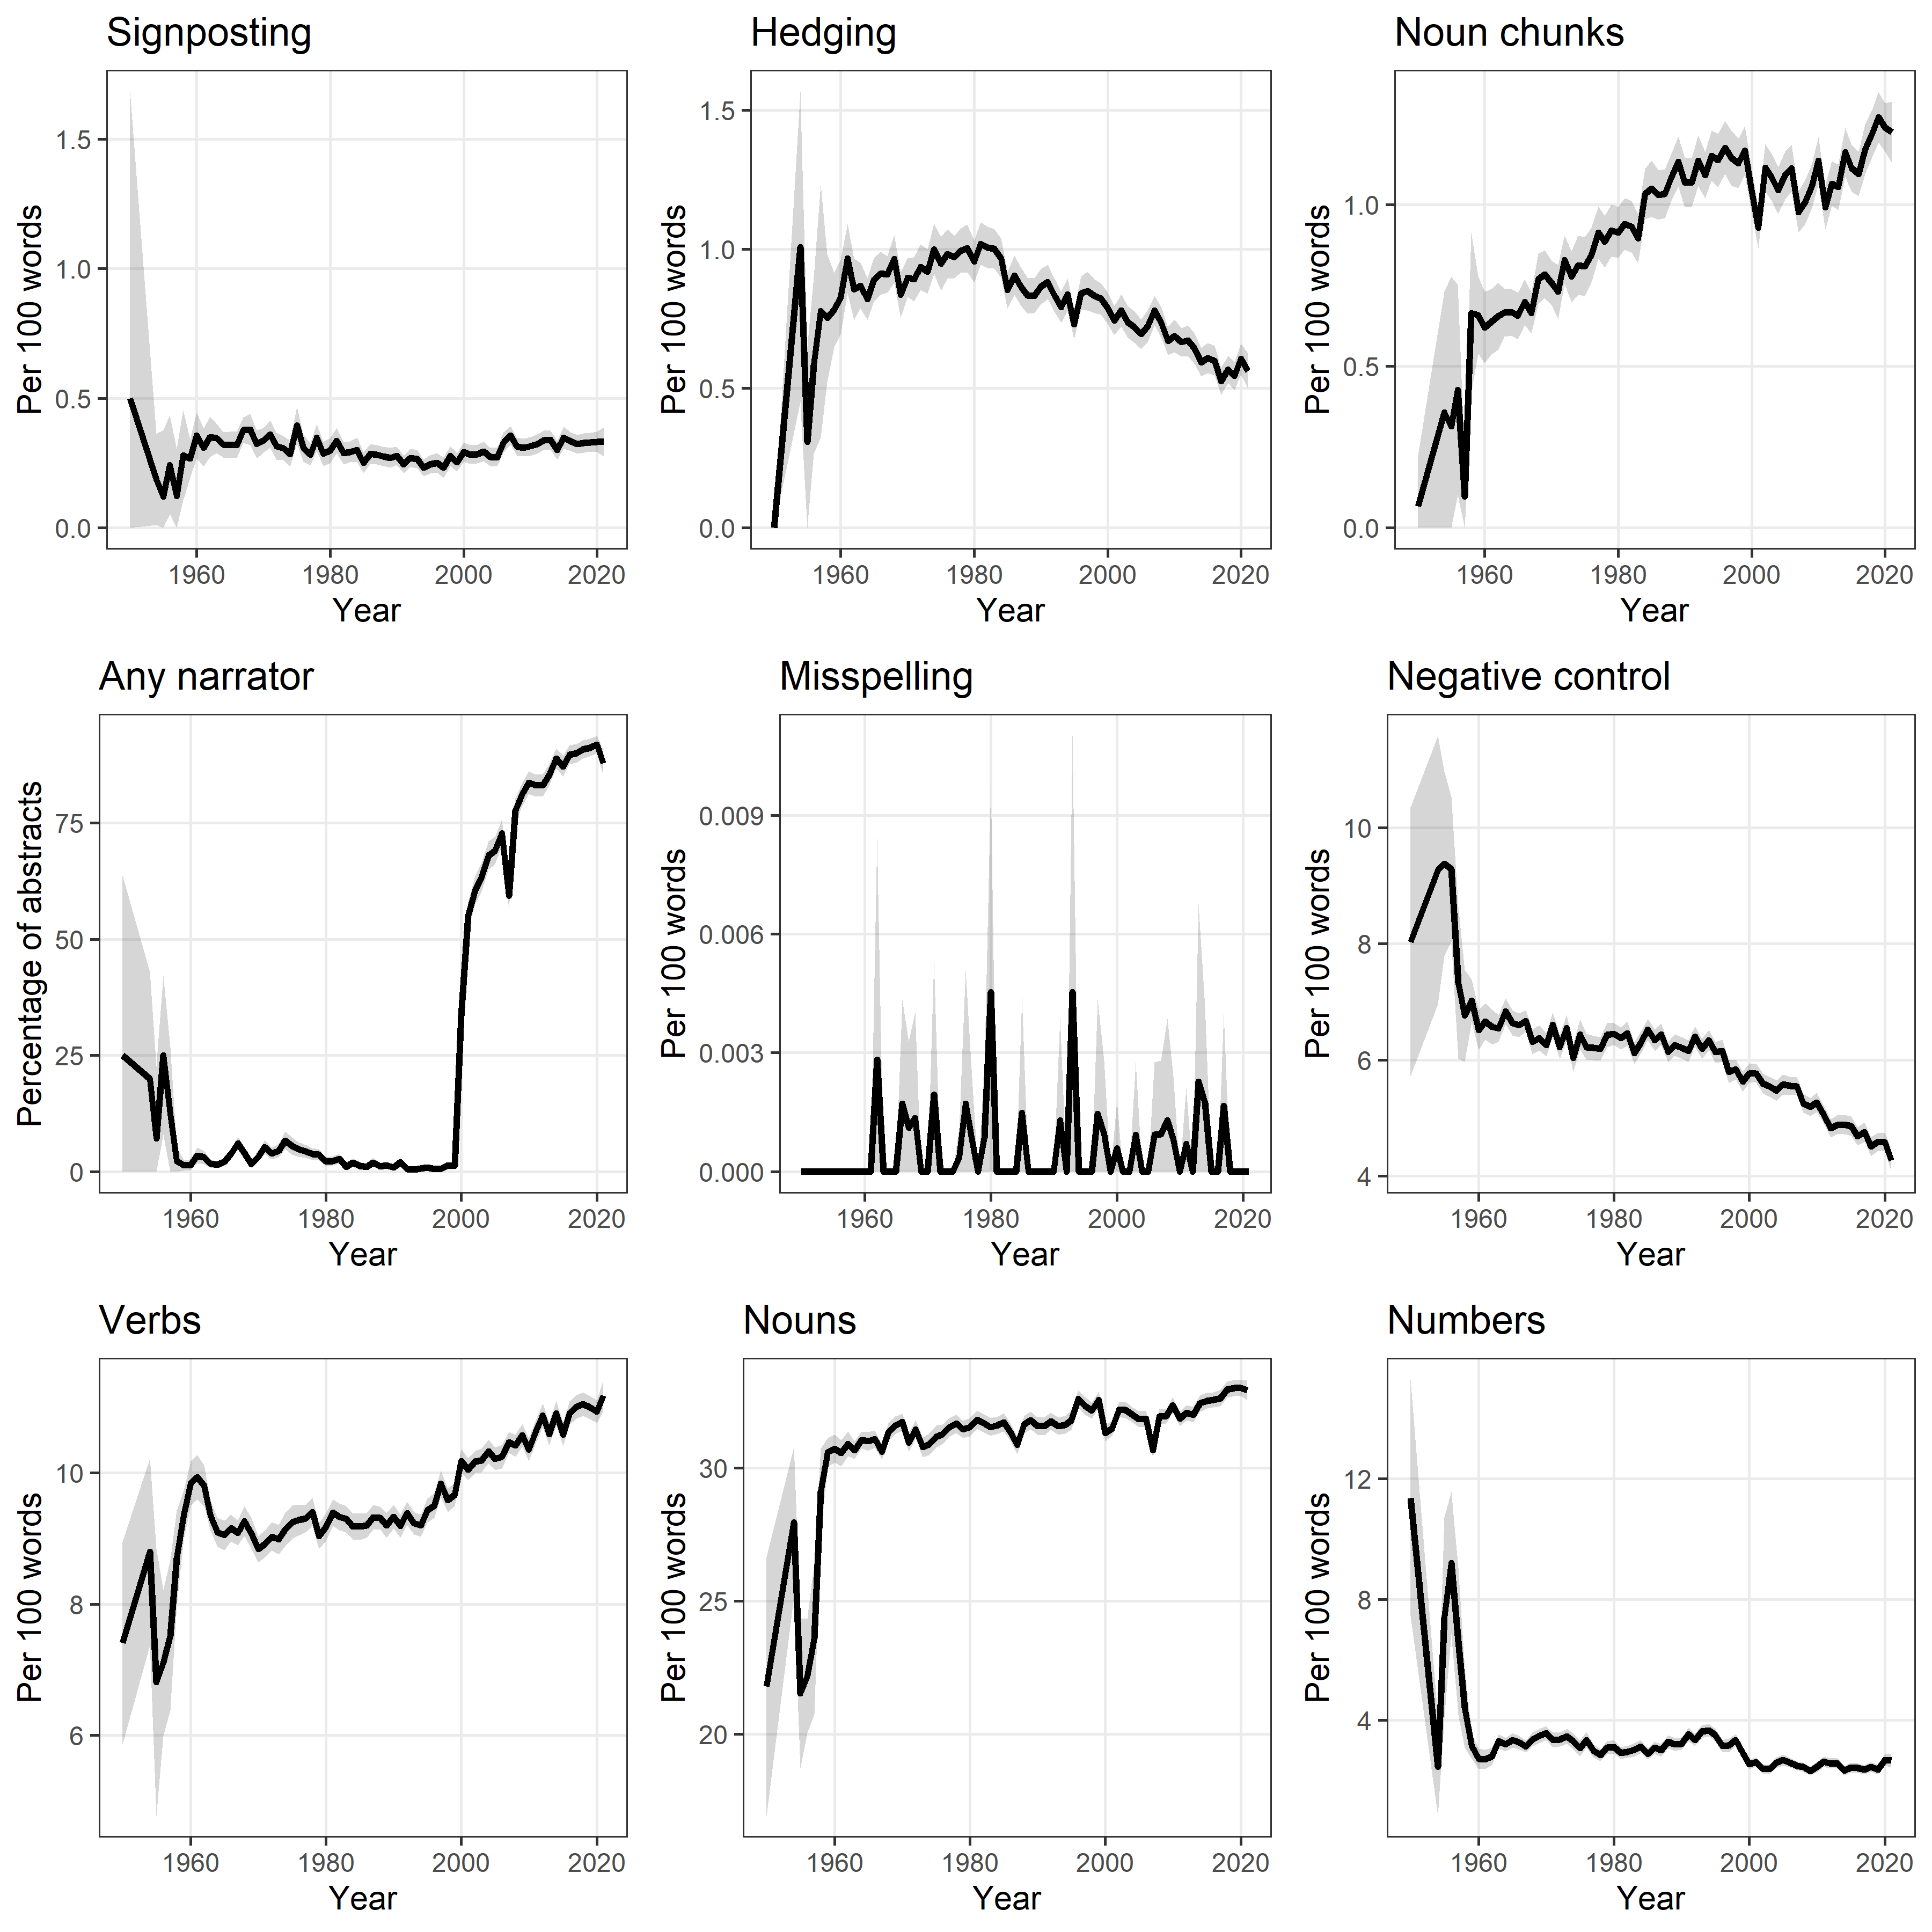 Signposting
Hedging
Noun chunks
Per 100 words
1.5
1.0
0.5
0.0
1960
1980
2000
2020
Year
Per 100 words
1.5
1.0
0.5
0.0
1960
1980
2000
2020
Year
Per 100 words
1.0
0.5
0.0
1960
1980
2000
2020
Year
Any narrator
Misspelling
Negative control
Percentage of abstracts
75
50
25
0
1960
1980
2000
2020
Year
Per 100 words
0.009
0.006
0.003
0.000
1960
1980
2000
2020
Year
Per 100 words
10
8
6
4
1960
1980
2000
2020
Year
Verbs
Nouns
Numbers
Per 100 words
10
8
6
1960
1980
2000
2020
Year
Per 100 words
30
25
20
1960
1980
2000
2020
Year
Per 100 words
12
8
4
1960
1980
2000
2020
Year